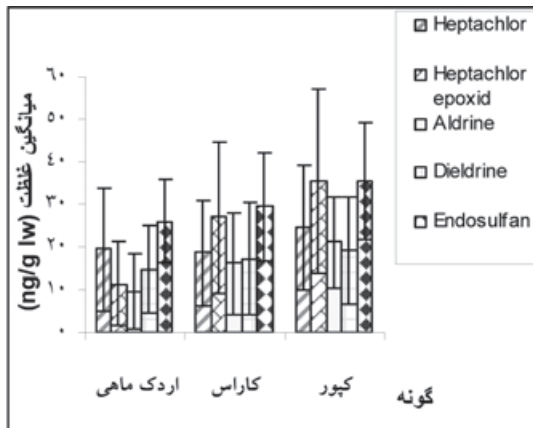 Heptachlor
Heptachlor
epoxid
Aldrine
Dieldrine
Endosulfan
میانگین غلظت (ng/g lw)
۶۰
۵۰
۴۰
۳۰
۲۰
۱۰
۰
اردک ماهی
کاراس
کپور
گونه